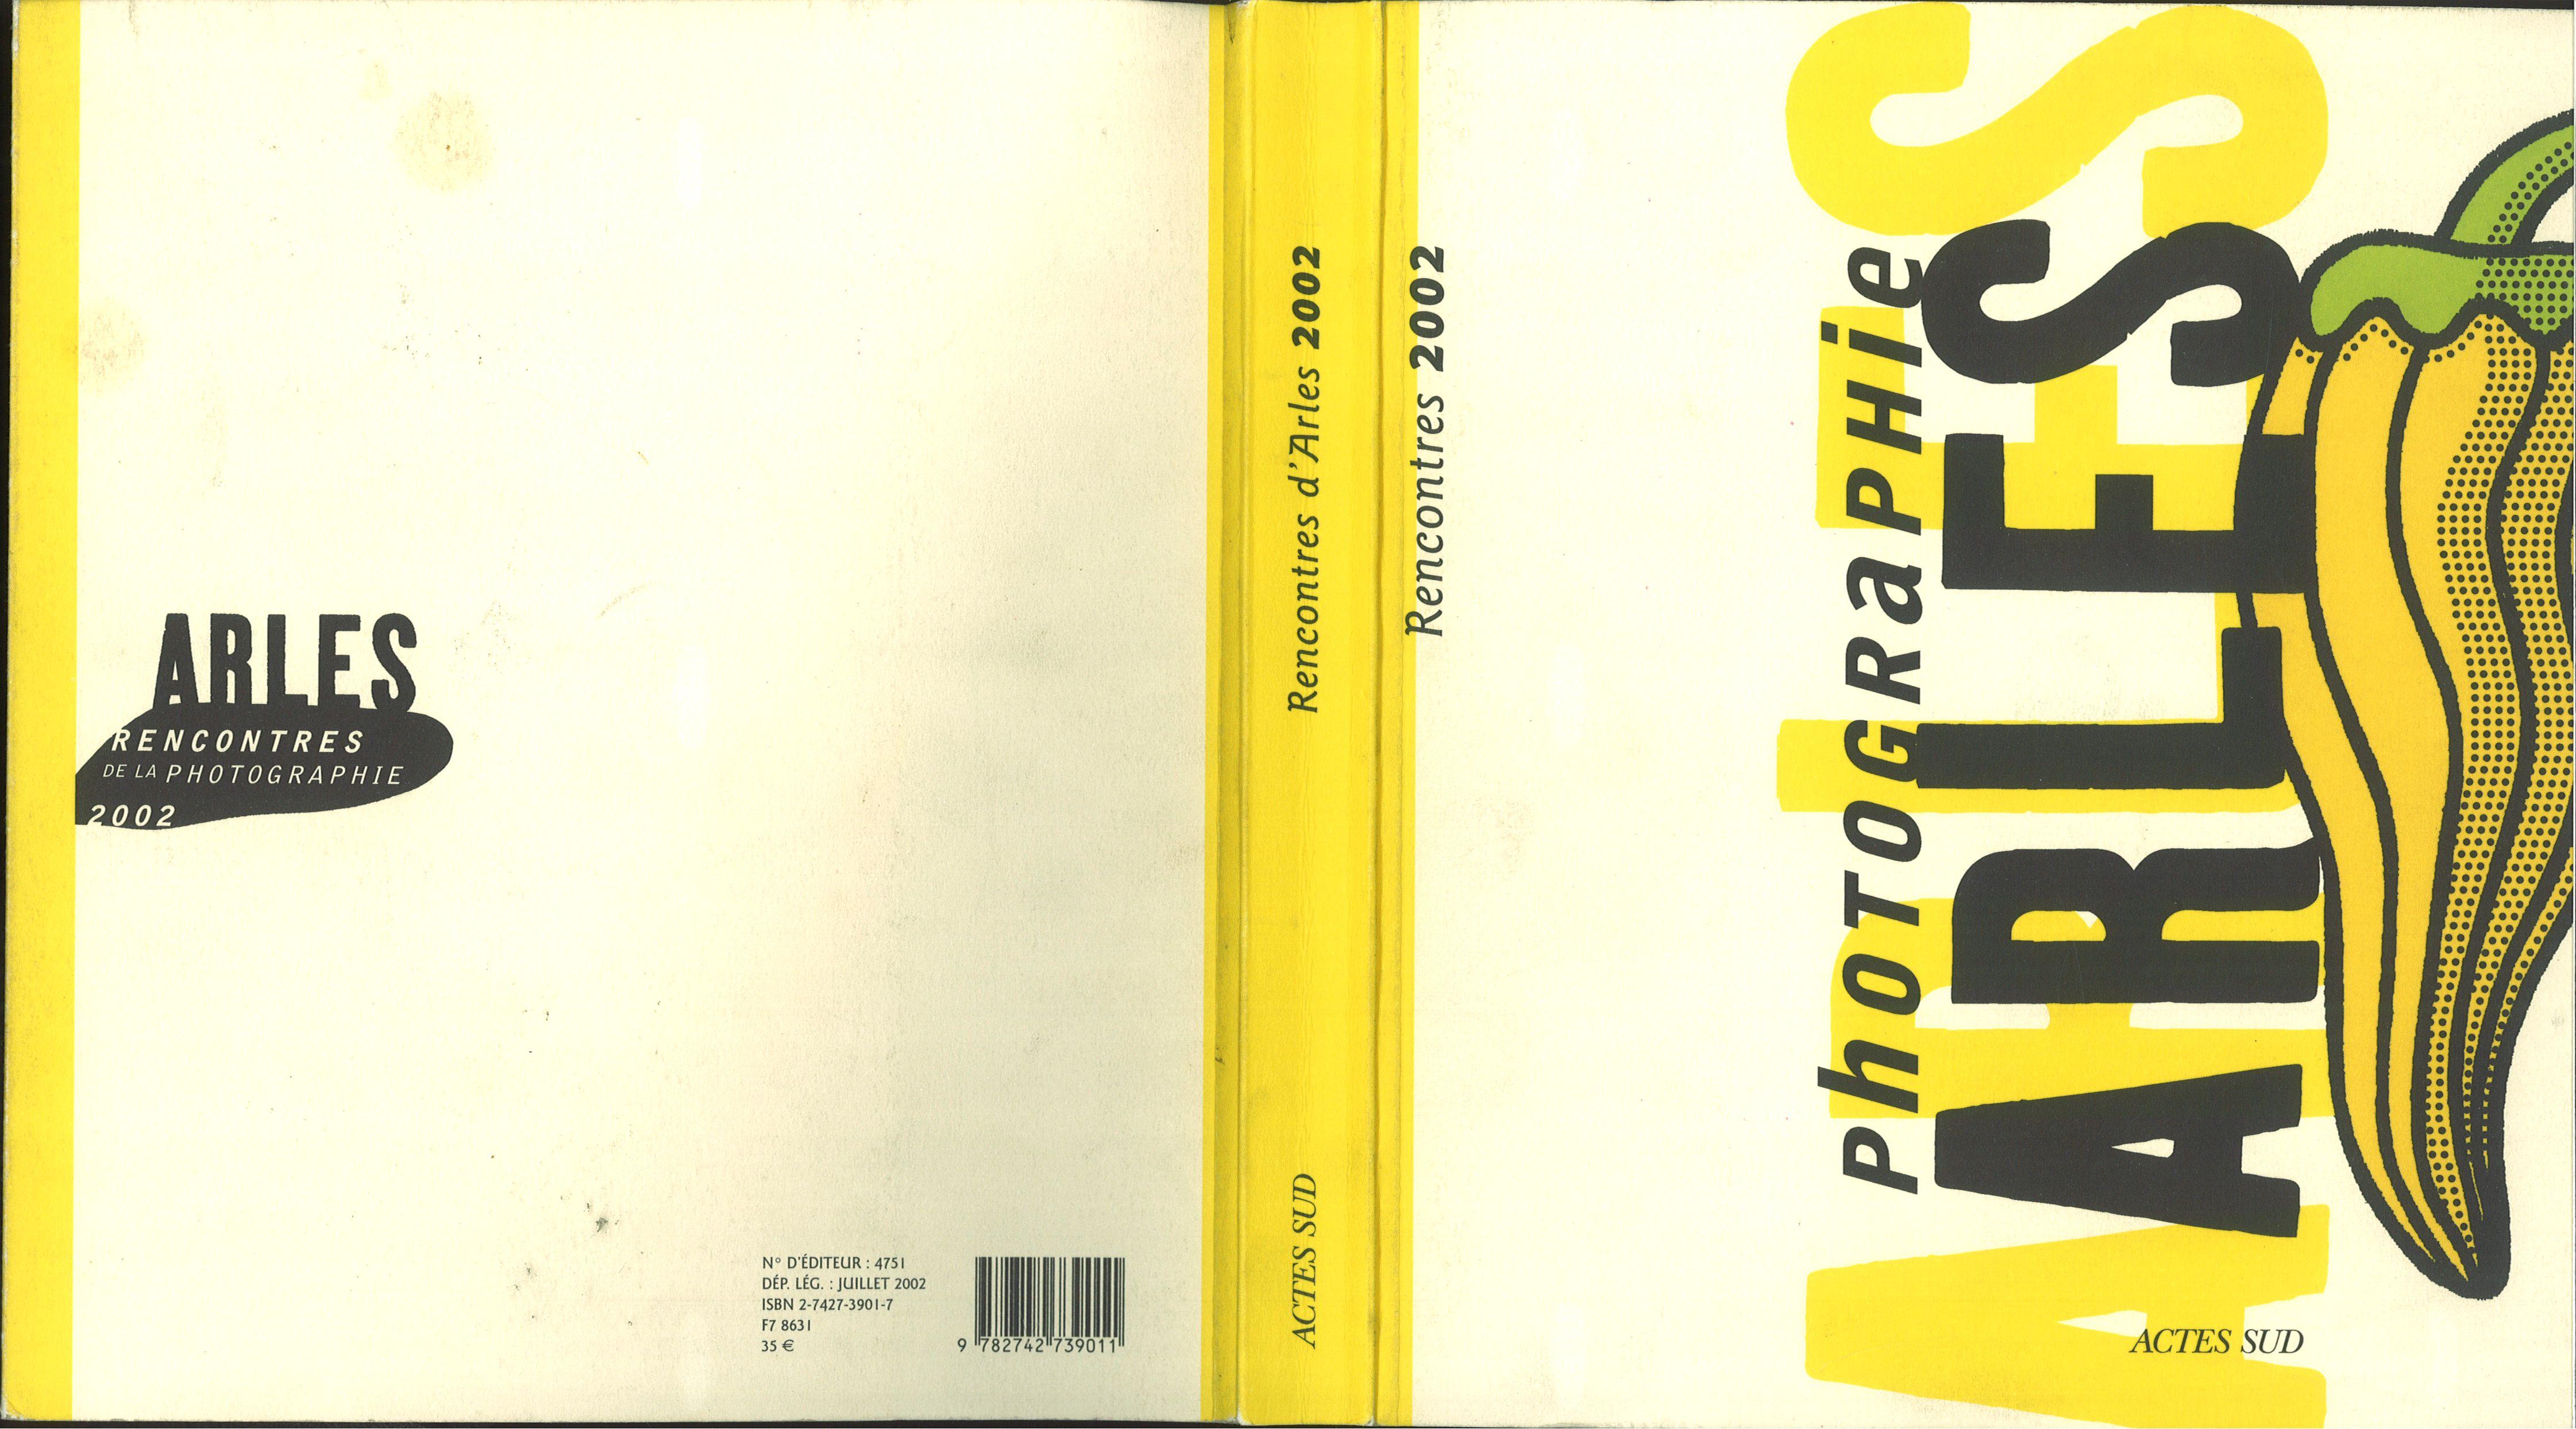 ARLES
RENCONTRES
DE LA PHOTOGRAPHIE
2002
N° D'ÉDITEUR : 4751
DÉP. LÉG. : JUILLET 2002
ISBN 2-7427-3901-7
F7 8631
35 €
9 782742 739011
Rencontres d'Arles 2002
ACTES SUD
Rencontres 2002
PhOTOGRaPHie
ARLES
ARLES
ACTES SUD